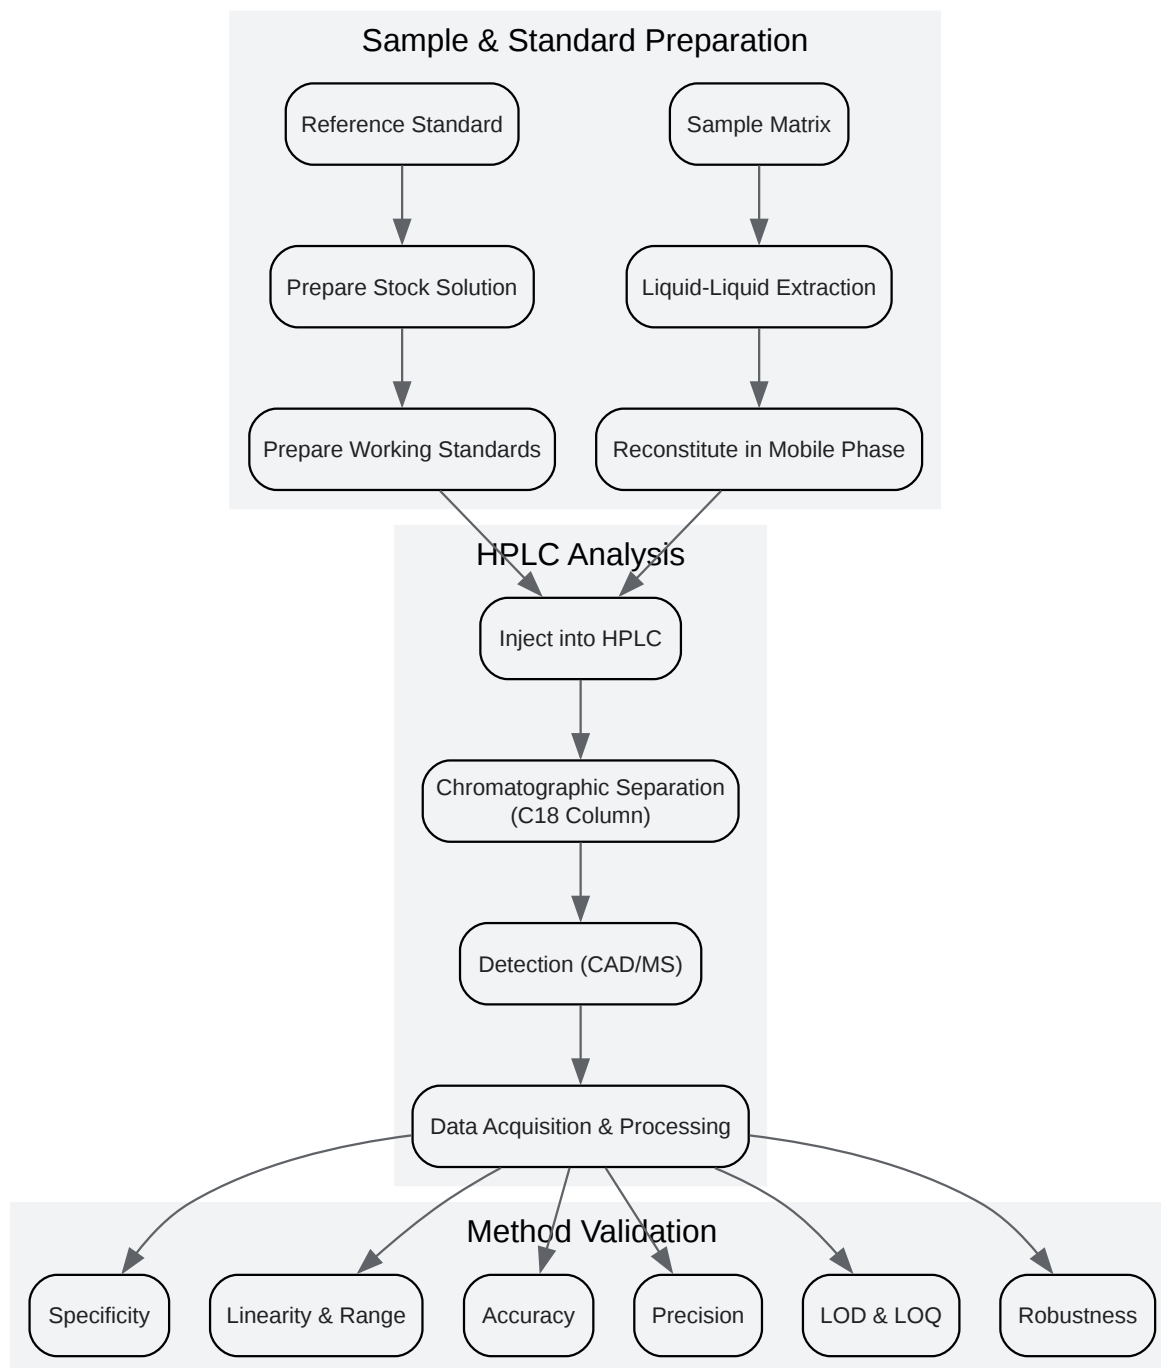 Sample & Standard Preparation
Reference Standard
Sample Matrix
Prepare Stock Solution
Liquid-Liquid Extraction
Prepare Working Standards
Reconstitute in Mobile Phase
HPLC Analysis
Inject into HPLC
Chromatographic Separation
(C18 Column)
Detection (CAD/MS)
Data Acquisition & Processing
Method Validation
Specificity
Linearity & Range
Accuracy
Precision
LOD & LOQ
Robustness